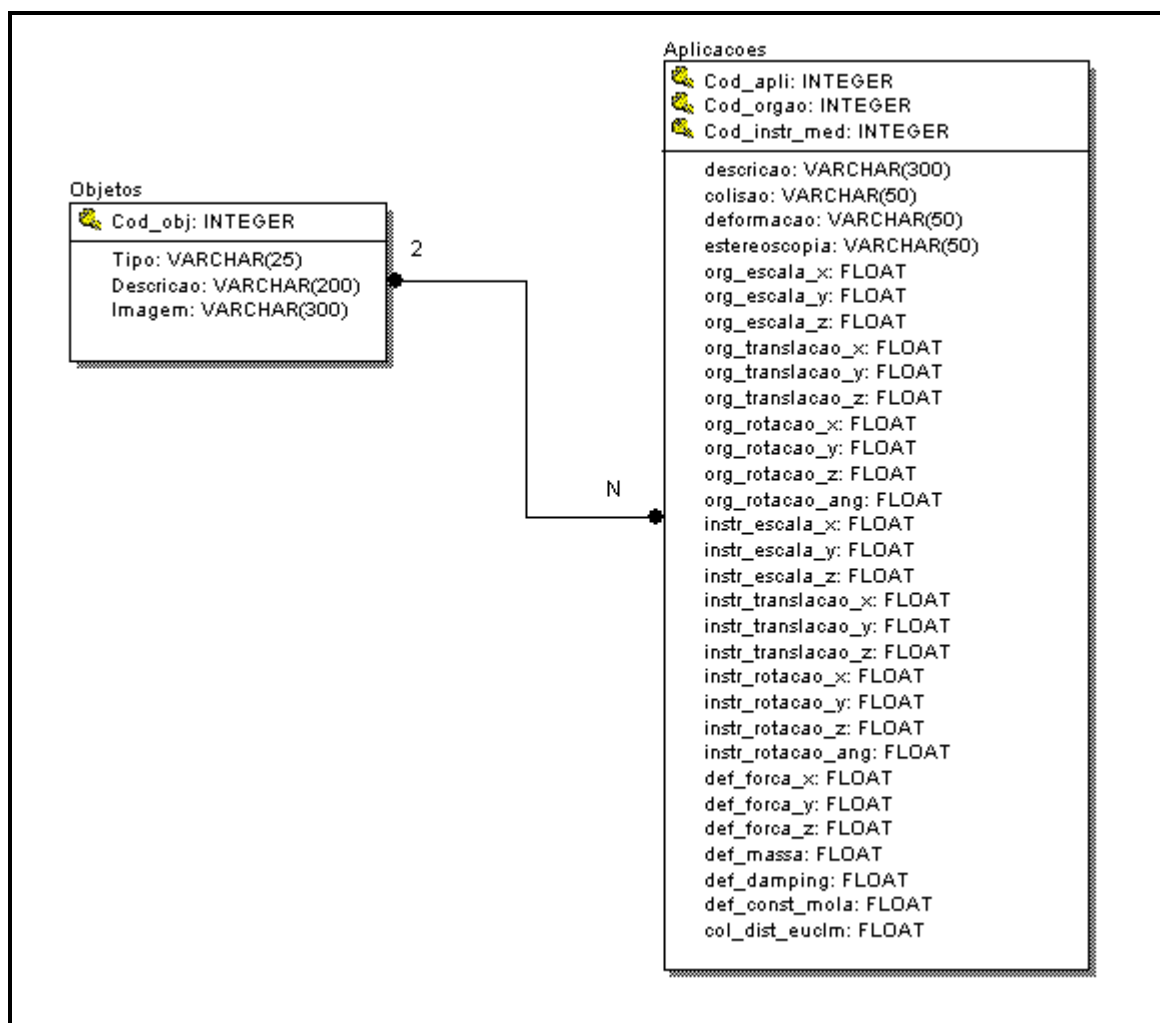 Objetos
Cod_obj: INTEGER
Tipo: VARCHAR(25)
Descricao: VARCHAR(200)
Imagem: VARCHAR(300)
2
N
Aplicacoes
Cod_apli: INTEGER
Cod_orgao: INTEGER
Cod_instr_med: INTEGER
descricao: VARCHAR(300)
colisao: VARCHAR(50)
deformacao: VARCHAR(50)
estereoscopia: VARCHAR(50)
org_escala_x: FLOAT
org_escala_y: FLOAT
org_escala_z: FLOAT
org_translacao_x: FLOAT
org_translacao_y: FLOAT
org_translacao_z: FLOAT
org_rotacao_x: FLOAT
org_rotacao_y: FLOAT
org_rotacao_z: FLOAT
org_rotacao_ang: FLOAT
instr_escala_x: FLOAT
instr_escala_y: FLOAT
instr_escala_z: FLOAT
instr_translacao_x: FLOAT
instr_translacao_y: FLOAT
instr_translacao_z: FLOAT
instr_rotacao_x: FLOAT
instr_rotacao_y: FLOAT
instr_rotacao_z: FLOAT
instr_rotacao_ang: FLOAT
def_forca_x: FLOAT
def_forca_y: FLOAT
def_forca_z: FLOAT
def_massa: FLOAT
def_damping: FLOAT
def_const_mola: FLOAT
col_dist_euclm: FLOAT